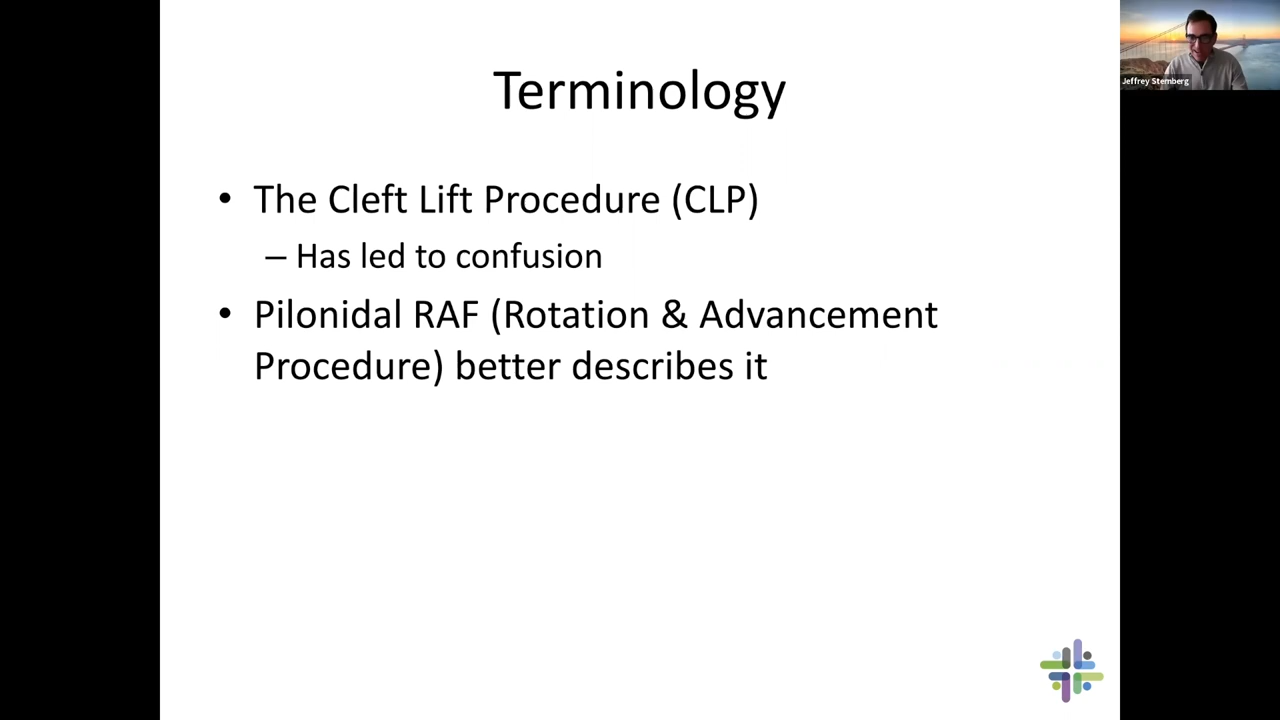 Terminology
• The Cleft Lift Procedure (CLP)
– Has led to confusion
• Pilonidal RAF (Rotation & Advancement
Procedure) better describes it
Jeffrey Sternberg